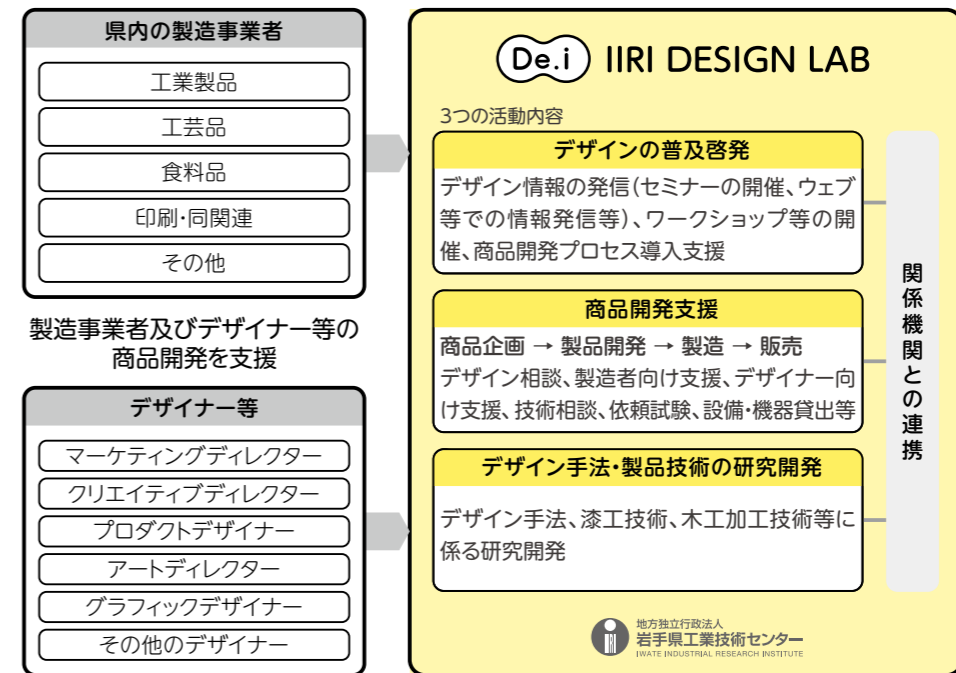 県内の製造事業者
工業製品
工芸品
食料品
印刷・同関連
その他
製造事業者及びデザイナー等の
商品開発を支援
デザイナー等
マーケティングディレクター
クリエイティブディレクター
プロダクトデザイナー
アートディレクター
グラフィックデザイナー
その他のデザイナー
De.i IIRI DESIGN LAB
3つの活動内容
デザインの普及啓発
デザイン情報の発信(セミナーの開催、ウェブ
等での情報発信等)、ワークショップ等の開
催、商品開発プロセス導入支援
商品開発支援
商品企画 → 製品開発 → 製造 → 販売
デザイン相談、製造者向け支援、デザイナー向
け支援、技術相談、依頼試験、設備・機器貸出等
デザイン手法・製品技術の研究開発
デザイン手法、漆工技術、木工加工技術等に
係る研究開発
関係機関との連携
地方独立行政法人
岩手県工業技術センター
IWATE INDUSTRIAL RESEARCH INSTITUTE